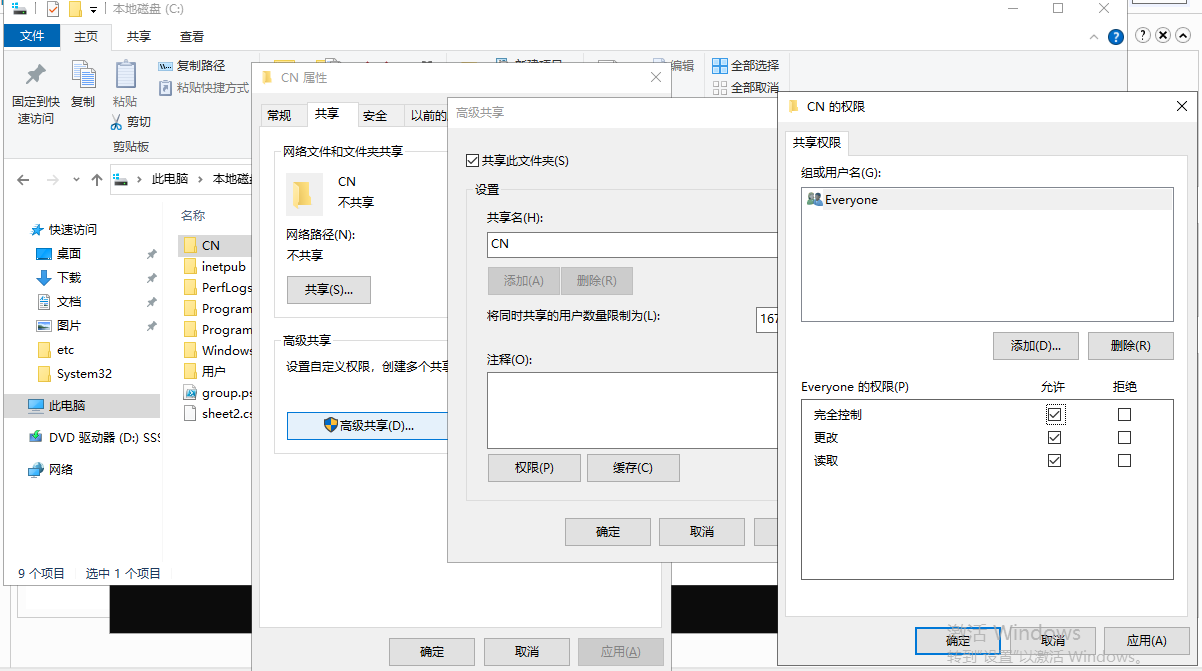 本地磁盘 (C:)
文件
主页
共享
查看
固定到快
速访问
复制
粘贴
复制路径
粘贴快捷方式
剪切
剪贴板
新建项目
编辑
全部选择
全部取消
此电脑
本地磁
快速访问
桌面
下载
文档
图片
etc
System32
此电脑
DVD 驱动器 (D:) SS
网络
名称
CN
inetpub
PerfLogs
Program
Program
Windows
用户
group.ps
sheet2.cs
9 个项目
选中 1 个项目
CN 属性
常规
共享
安全
以前的
网络文件和文件夹共享
CN
不共享
网络路径(N):
不共享
共享(S)...
高级共享
设置自定义权限，创建多个共享
高级共享(D)...
确定
取消
应用(A)
高级共享
共享此文件夹(S)
设置
共享名(H):
CN
添加(A)
删除(R)
将同时共享的用户数量限制为(L):
167
注释(O):
权限(P)
缓存(C)
确定
取消
CN 的权限
共享权限
组或用户名(G):
Everyone
添加(D)...
删除(R)
Everyone 的权限(P)
允许
拒绝
完全控制
更改
读取
确定
取消
应用(A)
激活 Windows
转到"设置"以激活 Windows。